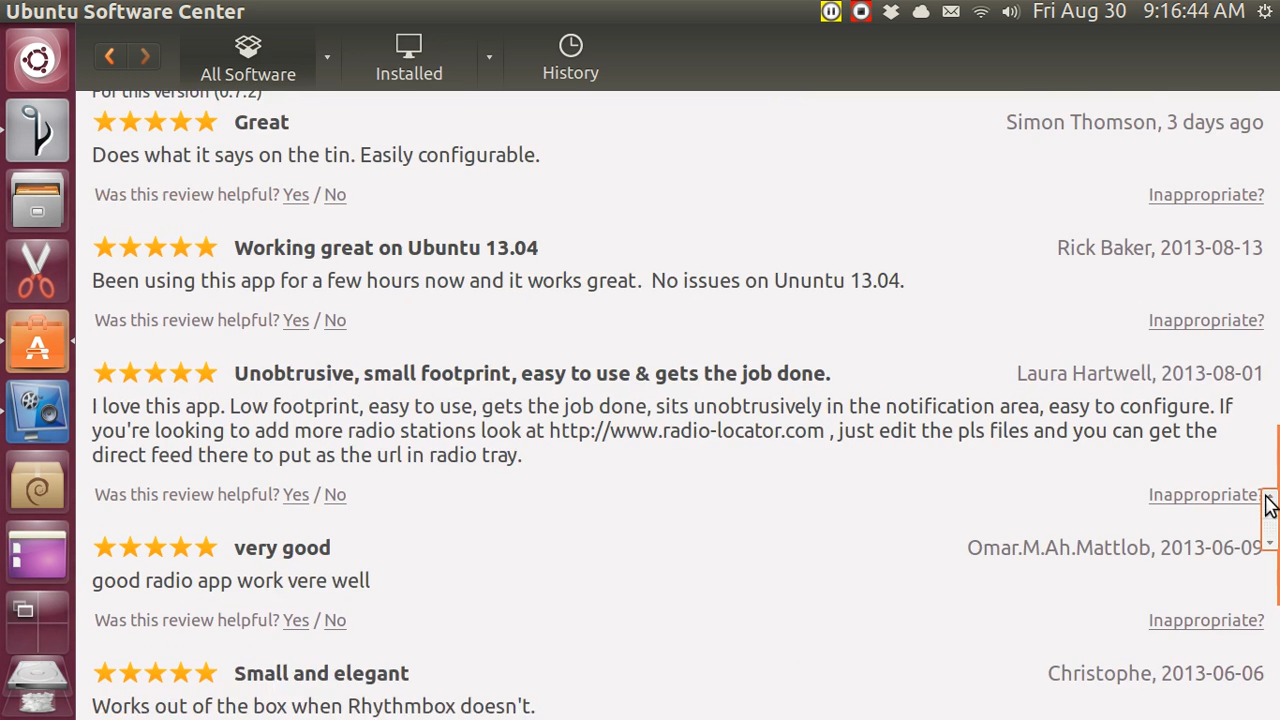 Ubuntu Software Center
Fri Aug 30 9:16:44 AM
All Software
Installed
History
For this version (0.7.2)
Great
Simon Thomson, 3 days ago
Does what it says on the tin. Easily configurable.
Was this review helpful? Yes / No
Inappropriate?
Working great on Ubuntu 13.04
Rick Baker, 2013-08-13
Been using this app for a few hours now and it works great.  No issues on Ununtu 13.04.
Was this review helpful? Yes / No
Inappropriate?
Unobtrusive, small footprint, easy to use & gets the job done.
Laura Hartwell, 2013-08-01
I love this app. Low footprint, easy to use, gets the job done, sits unobtrusively in the notification area, easy to configure. If
you're looking to add more radio stations look at http://www.radio-locator.com , just edit the pls files and you can get the
direct feed there to put as the url in radio tray.
Was this review helpful? Yes / No
Inappropriate?
very good
Omar.M.Ah.Mattlob, 2013-06-09
good radio app work vere well
Was this review helpful? Yes / No
Inappropriate?
Small and elegant
Christophe, 2013-06-06
Works out of the box when Rhythmbox doesn't.